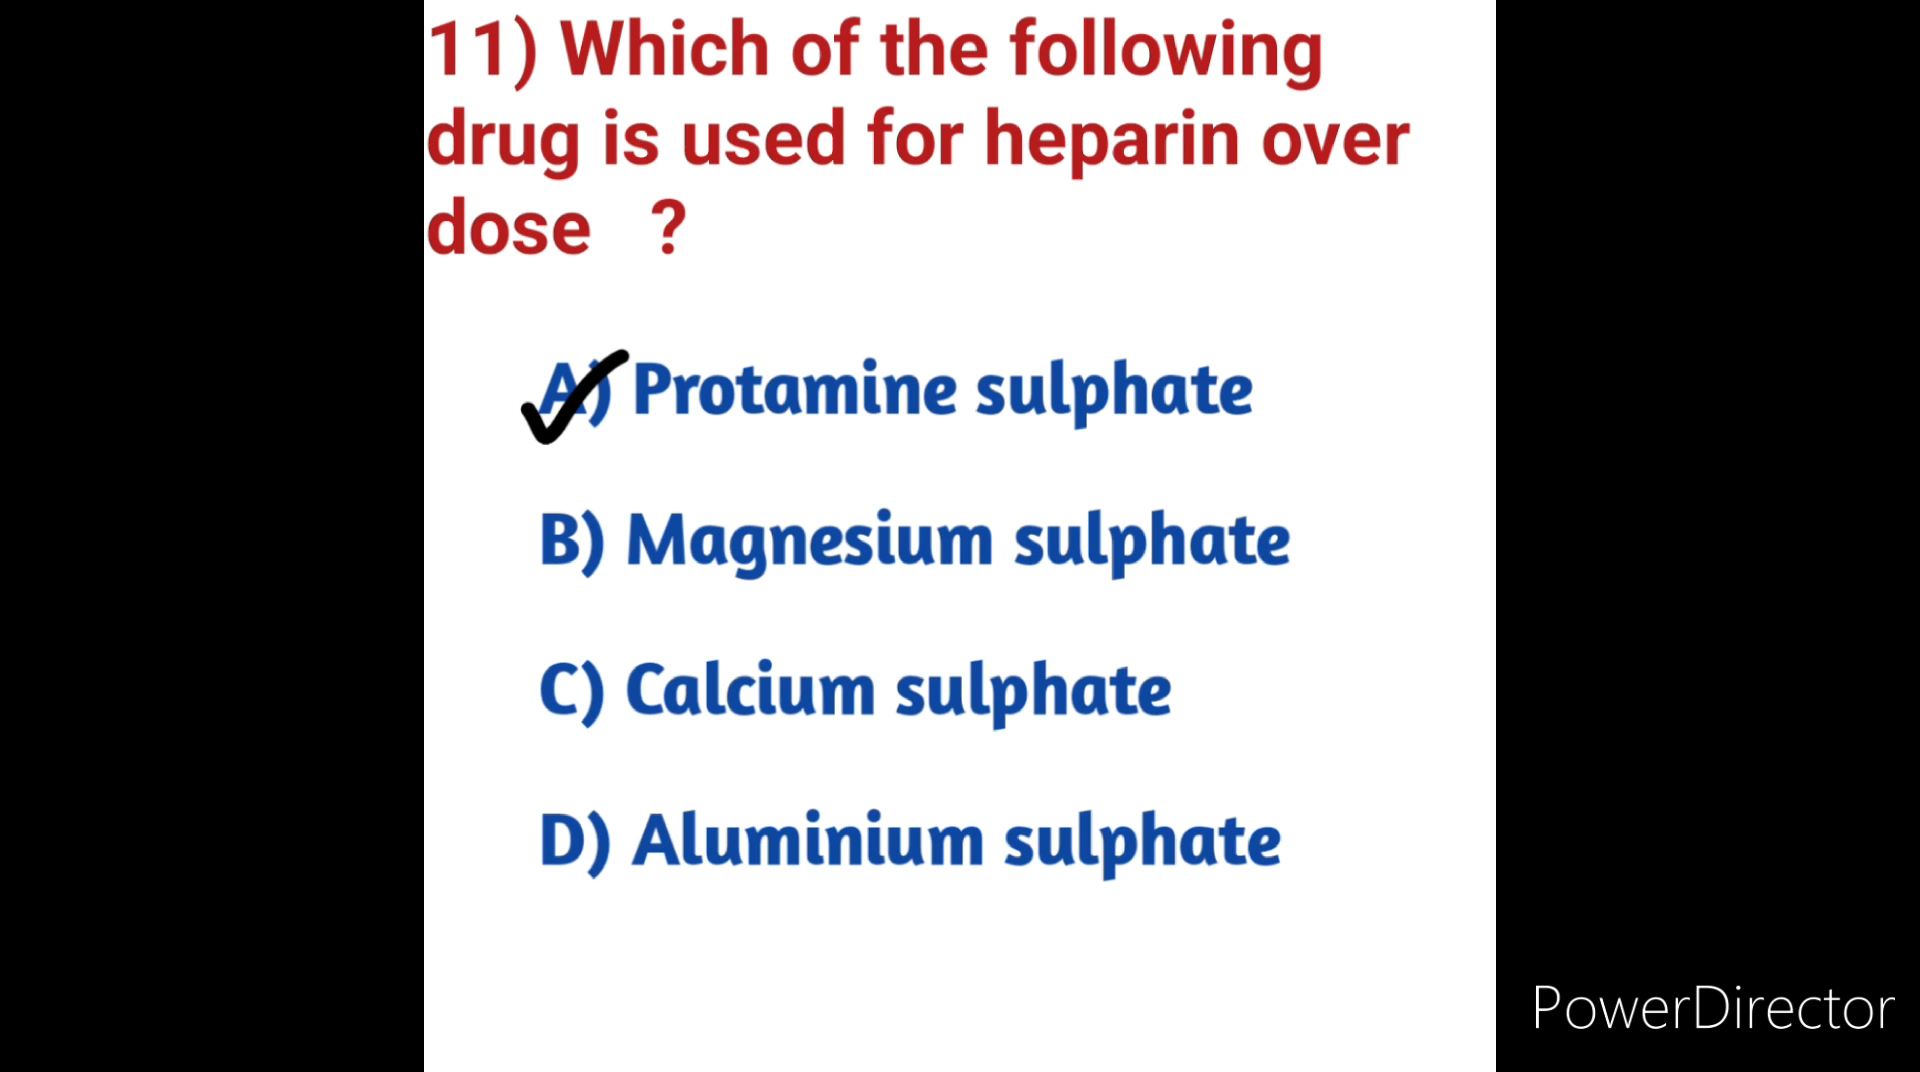 11) Which of the following
drug is used for heparin over
dose ?
A) Protamine sulphate
B) Magnesium sulphate
C) Calcium sulphate
D) Aluminium sulphate
PowerDirector